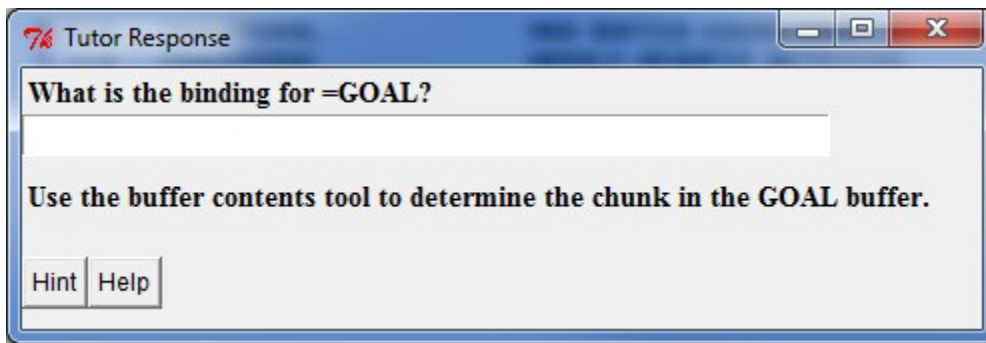 Tutor Response
What is the binding for =GOAL?
Use the buffer contents tool to determine the chunk in the GOAL buffer.
Hint Help